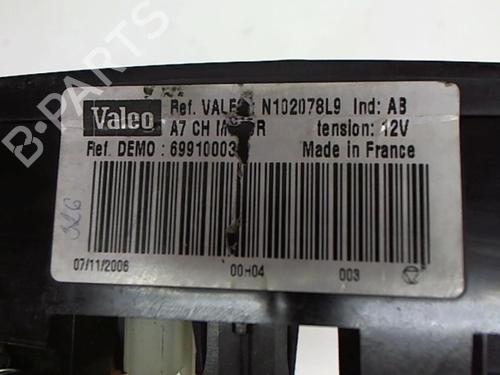 Valeo
Ref. VALEO : N102078L9 Ind: AB
A7 CH tension: 12V
Ref. DEMO : 69910003 Made in France
326
07/11/2006 00H04 003
B-PARTS